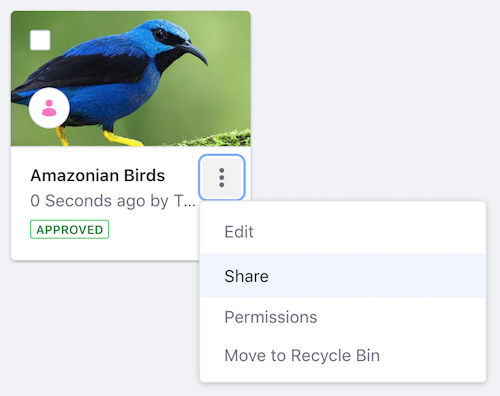 Amazonian Birds
0 Seconds ago by T...
APPROVED
Edit
Share
Permissions
Move to Recycle Bin